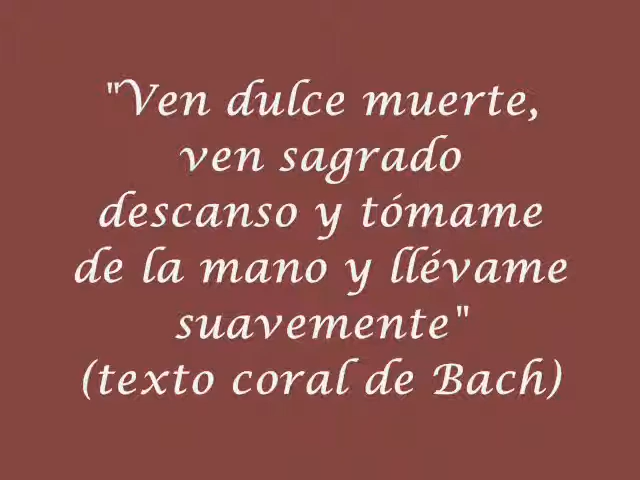 "Ven dulce muerte,
ven sagrado
descanso y tómame
de la mano y llévame
suavemente"
(texto coral de Bach)